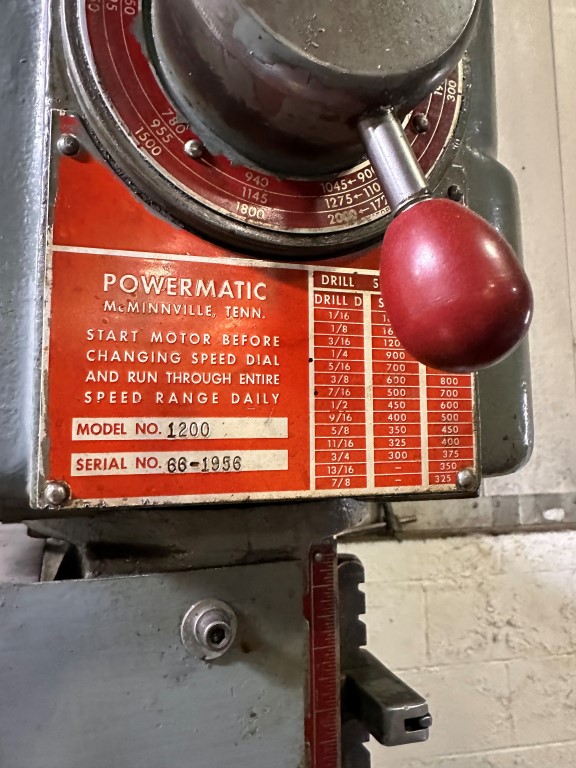 780
955
1500
940
1145
1800
1045←900
1275←110
300
POWERMATIC
McMINNVILLE, TENN.
START MOTOR BEFORE
CHANGING SPEED DIAL
AND RUN THROUGH ENTIRE
SPEED RANGE DAILY
MODEL NO. 1200
SERIAL NO. 66-1956
DRILL S
DRILL D S
1/16
1/8
3/16
1/4 900
5/16 700
3/8 600 800
7/16 500 700
1/2 450 600
9/16 400 500
5/8 350 450
11/16 325 400
3/4 300 375
13/16 – 350
7/8 – 325